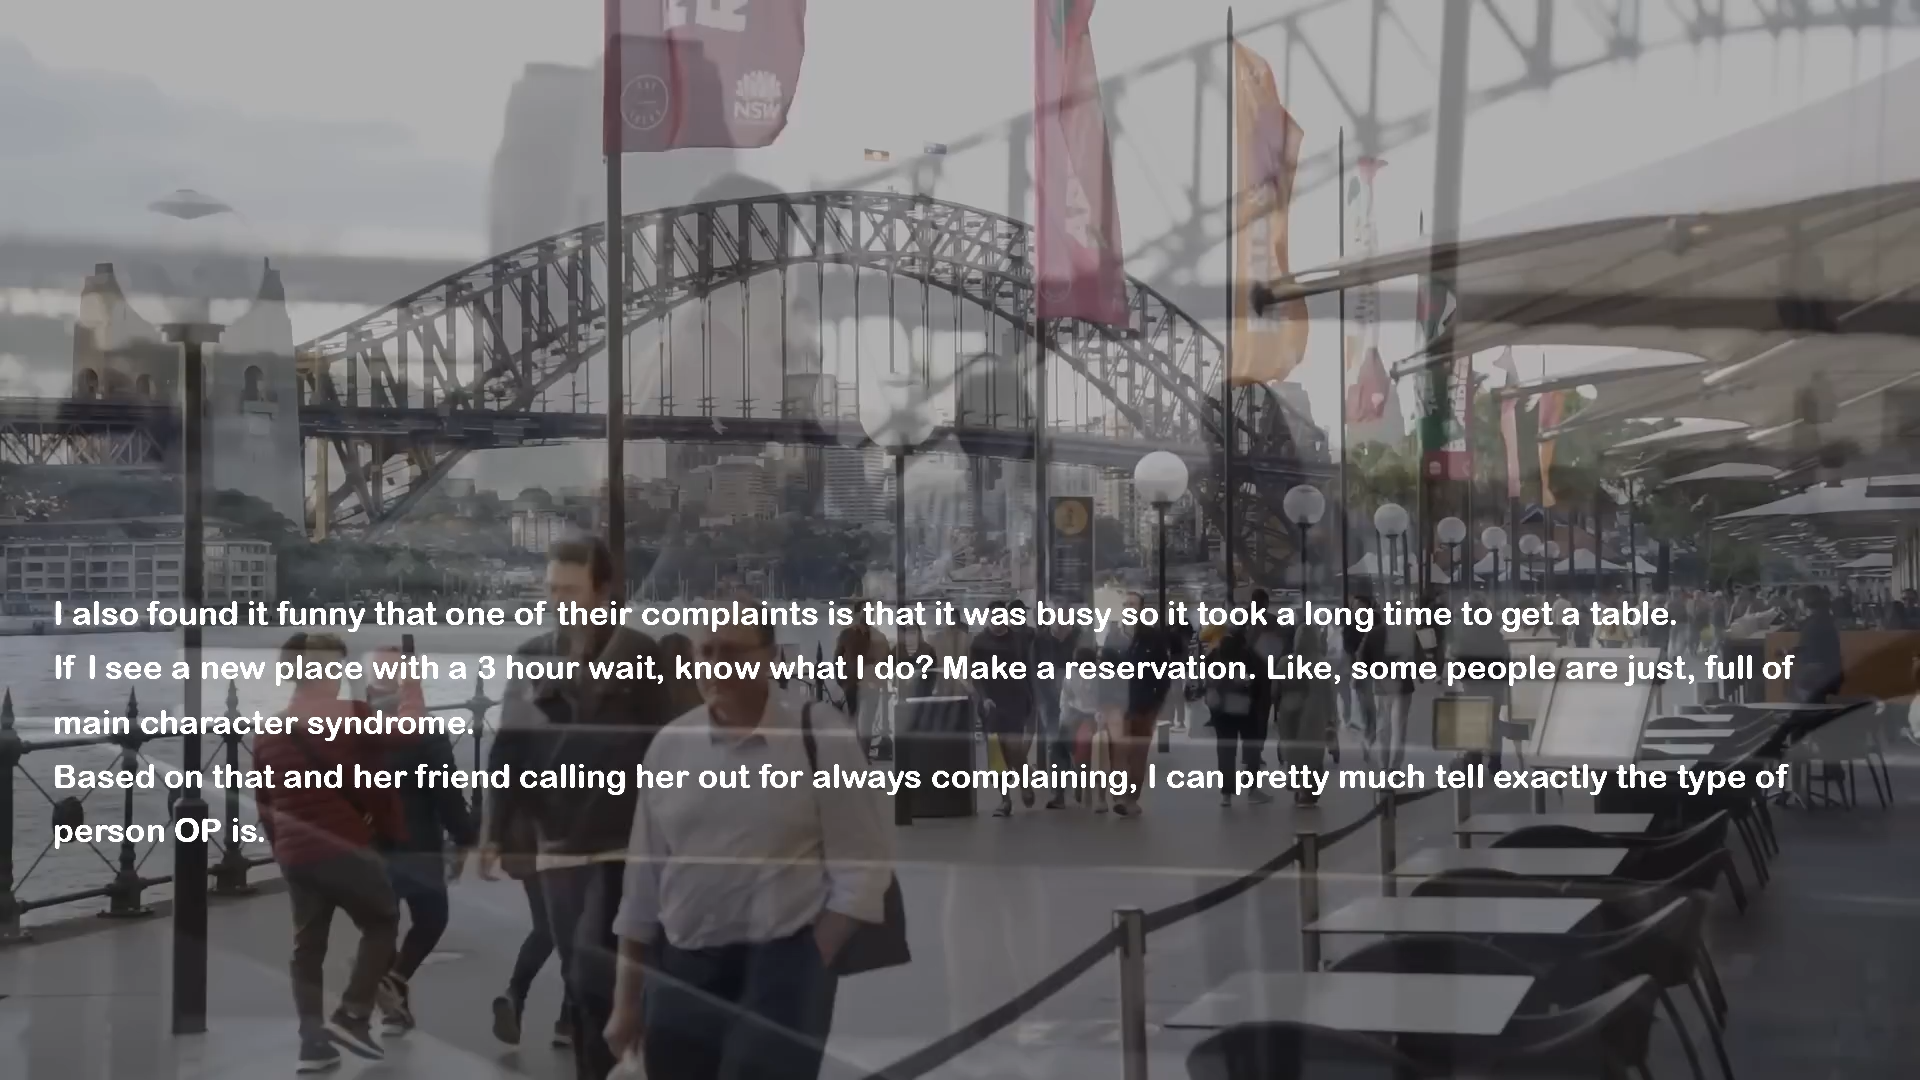 NSW
I also found it funny that one of their complaints is that it was busy so it took a long time to get a table.
If I see a new place with a 3 hour wait, know what I do? Make a reservation. Like, some people are just, full of
main character syndrome.
Based on that and her friend calling her out for always complaining, I can pretty much tell exactly the type of
person OP is.